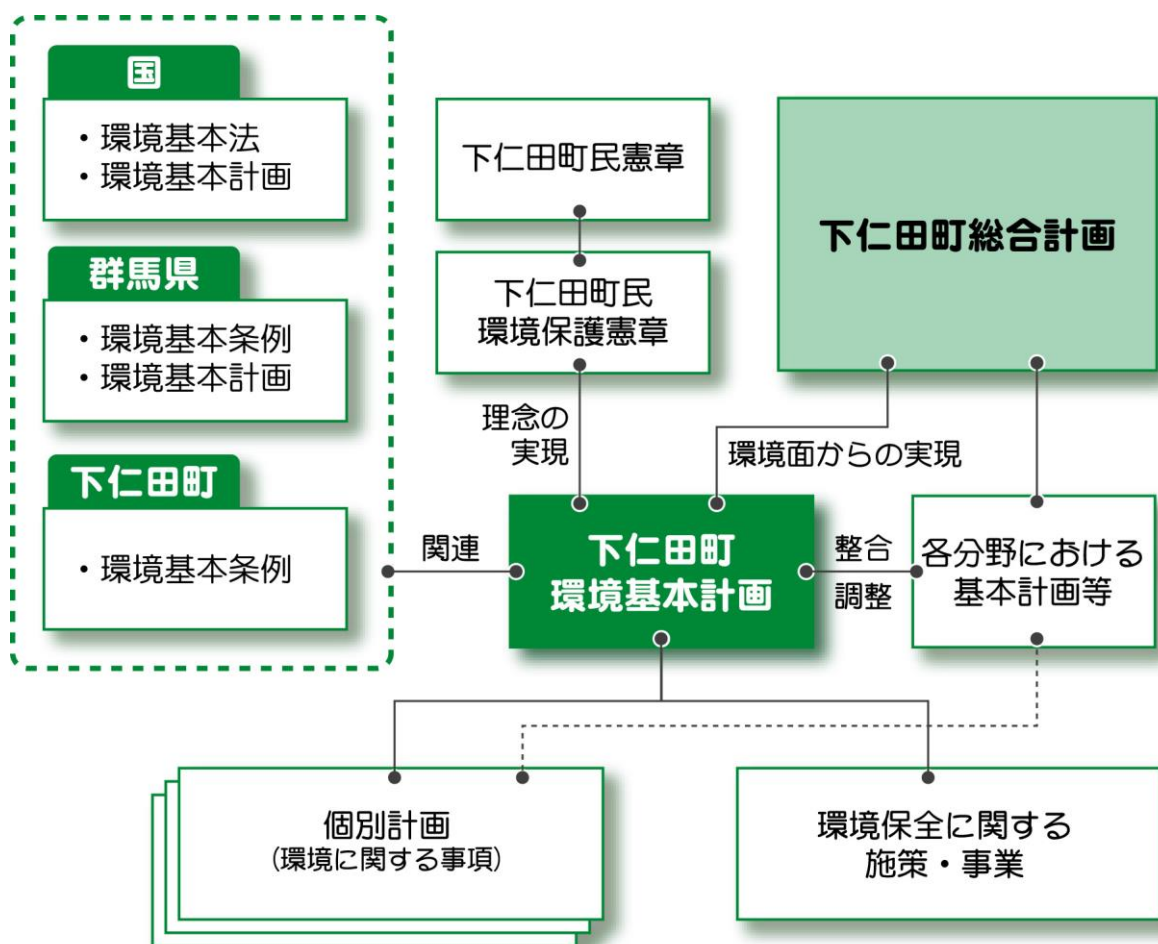 国
・環境基本法
・環境基本計画
群馬県
・環境基本条例
・環境基本計画
下仁田町
・環境基本条例
下仁田町民憲章
下仁田町民
環境保護憲章
下仁田町総合計画
理念の
実現
環境面からの実現
関連
下仁田町
環境基本計画
整合
調整
各分野における
基本計画等
個別計画
(環境に関する事項)
環境保全に関する
施策・事業